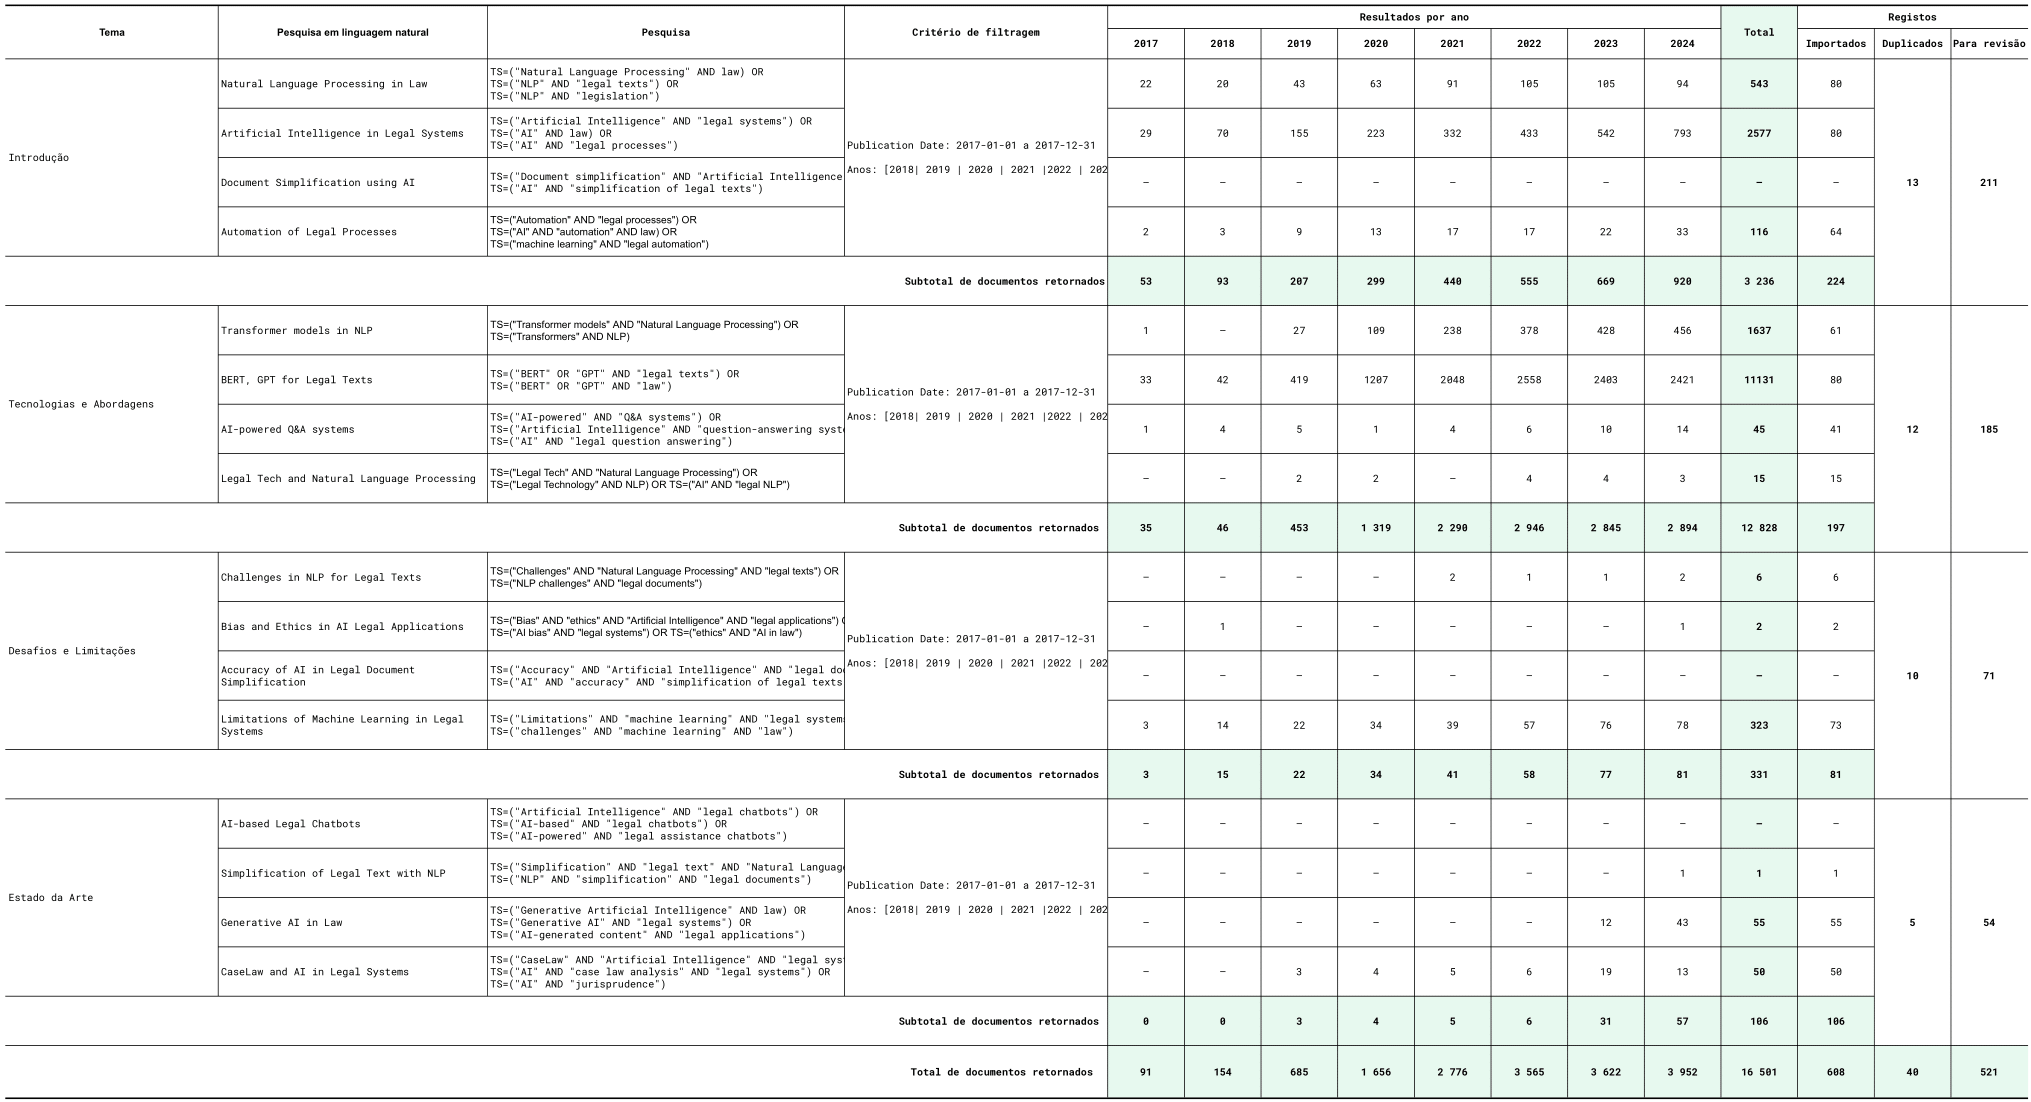 Tema Pesquisa em linguagem natural Pesquisa Critério de filtragem Resultados por ano Total Registos
2017 2018 2019 2020 2021 2022 2023 2024 Importados Duplicados Para revisão
Introdução
Natural Language Processing in Law
TS=("Natural Language Processing" AND law) OR
TS=("NLP" AND "legal texts") OR
TS=("NLP" AND "legislation")
22 20 43 63 91 105 105 94 543 80
Artificial Intelligence in Legal Systems
TS=("Artificial Intelligence" AND "legal systems") OR
TS=("AI" AND law) OR
TS=("AI" AND "legal processes")
29 70 155 223 332 433 542 793 2577 80
Publication Date: 2017-01-01 a 2017-12-31
Anos: [2018| 2019 | 2020 | 2021 |2022 | 202
Document Simplification using AI
TS=("Document simplification" AND "Artificial Intelligence
TS=("AI" AND "simplification of legal texts")
– – – – – – – – – – 13 211
Automation of Legal Processes
TS=("Automation" AND "legal processes") OR
TS=("AI" AND "automation" AND law) OR
TS=("machine learning" AND "legal automation")
2 3 9 13 17 17 22 33 116 64
Subtotal de documentos retornados 53 93 207 299 440 555 669 920 3 236 224
Tecnologias e Abordagens
Transformer models in NLP
TS=("Transformer models" AND "Natural Language Processing") OR
TS=("Transformers" AND NLP)
1 – 27 109 238 378 428 456 1637 61
BERT, GPT for Legal Texts
TS=("BERT" OR "GPT" AND "legal texts") OR
TS=("BERT" OR "GPT" AND "law")
33 42 419 1207 2048 2558 2403 2421 11131 80
Publication Date: 2017-01-01 a 2017-12-31
Anos: [2018| 2019 | 2020 | 2021 |2022 | 202
AI-powered Q&A systems
TS=("AI-powered" AND "Q&A systems") OR
TS=("Artificial Intelligence" AND "question-answering syste
TS=("AI" AND "legal question answering")
1 4 5 1 4 6 10 14 45 41 12 185
Legal Tech and Natural Language Processing
TS=("Legal Tech" AND "Natural Language Processing") OR
TS=("Legal Technology" AND NLP) OR TS=("AI" AND "legal NLP")
– – 2 2 – 4 4 3 15 15
Subtotal de documentos retornados 35 46 453 1 319 2 290 2 946 2 845 2 894 12 828 197
Desafios e Limitações
Challenges in NLP for Legal Texts
TS=("Challenges" AND "Natural Language Processing" AND "legal texts") OR
TS=("NLP challenges" AND "legal documents")
– – – – 2 1 1 2 6 6
Bias and Ethics in AI Legal Applications
TS=("Bias" AND "ethics" AND "Artificial Intelligence" AND "legal applications")
TS=("AI bias" AND "legal systems") OR TS=("ethics" AND "AI in law")
– 1 – – – – – 1 2 2
Publication Date: 2017-01-01 a 2017-12-31
Anos: [2018| 2019 | 2020 | 2021 |2022 | 202
Accuracy of AI in Legal Document
Simplification
TS=("Accuracy" AND "Artificial Intelligence" AND "legal doc
TS=("AI" AND "accuracy" AND "simplification of legal texts
– – – – – – – – – – 10 71
Limitations of Machine Learning in Legal
Systems
TS=("Limitations" AND "machine learning" AND "legal systems
TS=("challenges" AND "machine learning" AND "law")
3 14 22 34 39 57 76 78 323 73
Subtotal de documentos retornados 3 15 22 34 41 58 77 81 331 81
Estado da Arte
AI-based Legal Chatbots
TS=("Artificial Intelligence" AND "legal chatbots") OR
TS=("AI-based" AND "legal chatbots") OR
TS=("AI-powered" AND "legal assistance chatbots")
– – – – – – – – – –
Simplification of Legal Text with NLP
TS=("Simplification" AND "legal text" AND "Natural Language
TS=("NLP" AND "simplification" AND "legal documents")
– – – – – – – 1 1 1
Publication Date: 2017-01-01 a 2017-12-31
Anos: [2018| 2019 | 2020 | 2021 |2022 | 202
Generative AI in Law
TS=("Generative Artificial Intelligence" AND law) OR
TS=("Generative AI" AND "legal systems") OR
TS=("AI-generated content" AND "legal applications")
– – – – – – 12 43 55 55 5 54
CaseLaw and AI in Legal Systems
TS=("CaseLaw" AND "Artificial Intelligence" AND "legal syst
TS=("AI" AND "case law analysis" AND "legal systems") OR
TS=("AI" AND "jurisprudence")
– – 3 4 5 6 19 13 50 50
Subtotal de documentos retornados 0 0 3 4 5 6 31 57 106 106
Total de documentos retornados 91 154 685 1 656 2 776 3 565 3 622 3 952 16 501 608 40 521